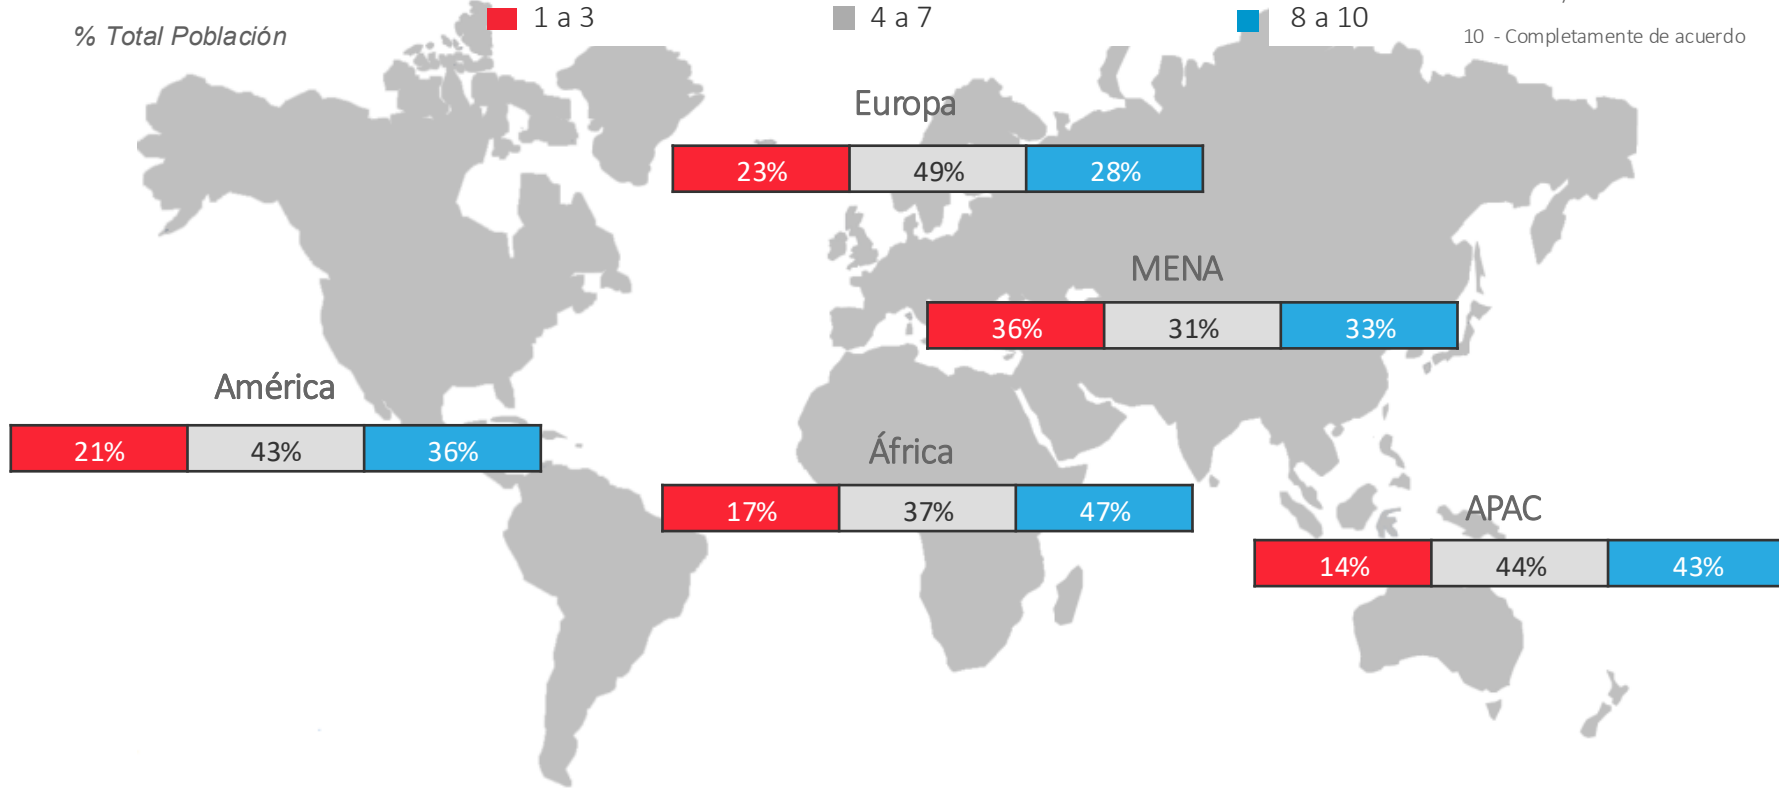 % Total Población
1 a 3
4 a 7
8 a 10
10 - Completamente de acuerdo
Europa
23% 49% 28%
MENA
36% 31% 33%
América
21% 43% 36%
África
17% 37% 47%
APAC
14% 44% 43%